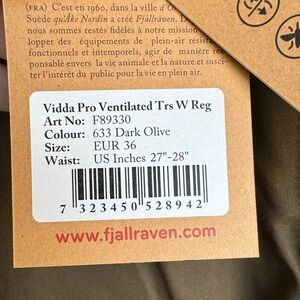 (FRA) C'est en 1960, dans la ville d'
Suède qu'Åke Nordin a créé Fjällräven.
nous sommes restés fidèles à notre mission
lopper des équipements de plein-air résist
fonctionnels et intemporels, agir de manière respon
ponsable envers la vie animale et la nature et susci-
ter l'intérêt du public pour la vie en plein air.
Vidda Pro Ventilated Trs W Reg
Art No: F89330
Colour: 633 Dark Olive
Size: EUR 36
Waist: US Inches 27"-28"
7 323450 528942
www.fjallraven.com